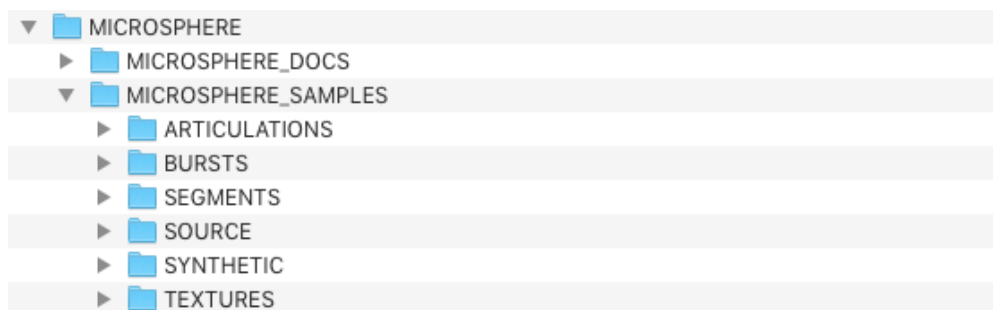 MICROSPHERE
MICROSPHERE_DOCS
MICROSPHERE_SAMPLES
ARTICULATIONS
BURSTS
SEGMENTS
SOURCE
SYNTHETIC
TEXTURES